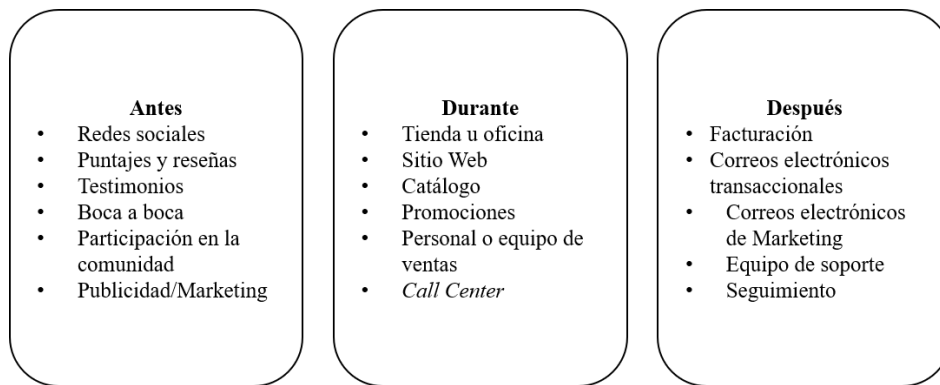 Antes
• Redes sociales
• Puntajes y reseñas
• Testimonios
• Boca a boca
• Participación en la
comunidad
• Publicidad/Marketing
Durante
• Tienda u oficina
• Sitio Web
• Catálogo
• Promociones
• Personal o equipo de
ventas
• Call Center
Después
• Facturación
• Correos electrónicos
transaccionales
• Correos electrónicos
de Marketing
• Equipo de soporte
• Seguimiento